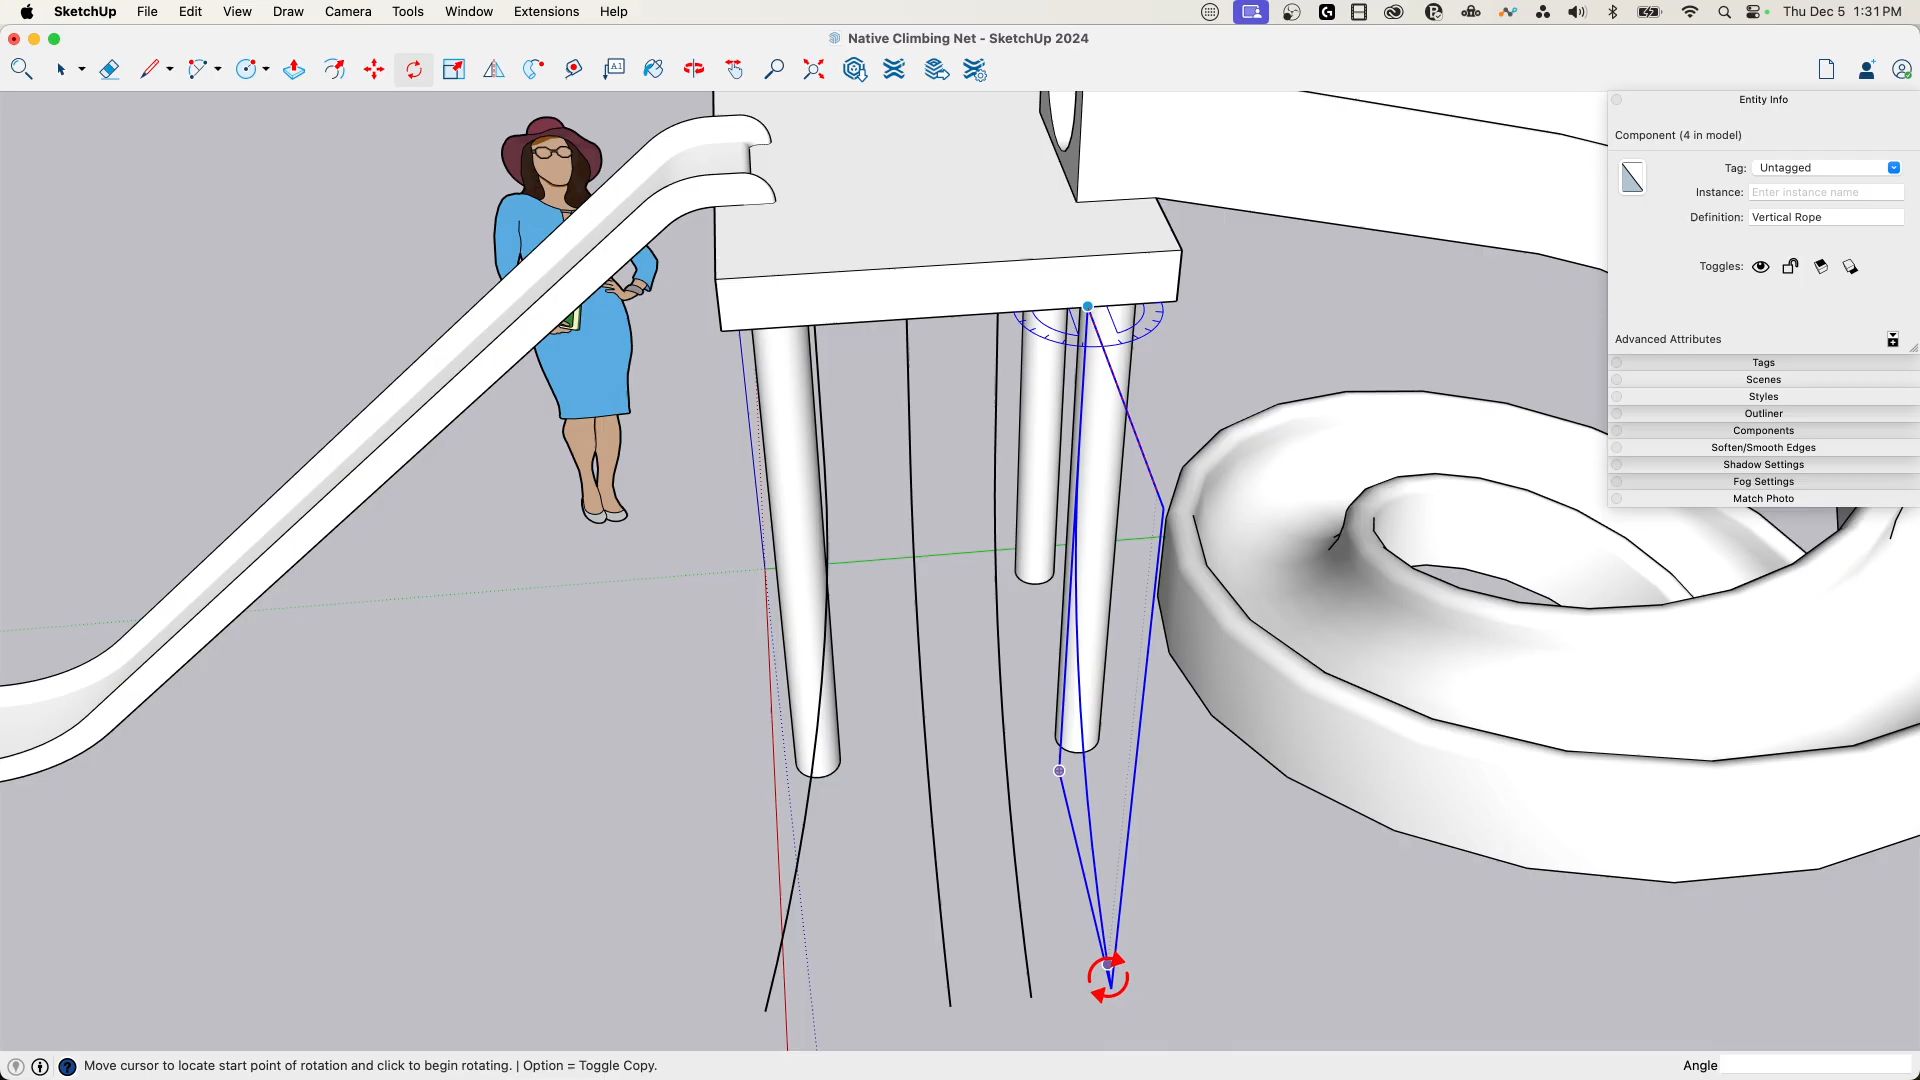 SketchUp File Edit View Draw Camera Tools Window Extensions Help Thu Dec 5 1:31 PM
Native Climbing Net - SketchUp 2024
A1
Entity Info
Component (4 in model)
Tag: Untagged
Instance: Enter instance name
Definition: Vertical Rope
Toggles:
Advanced Attributes
Tags
Scenes
Styles
Outliner
Components
Soften/Smooth Edges
Shadow Settings
Fog Settings
Match Photo
Move cursor to locate start point of rotation and click to begin rotating. | Option = Toggle Copy. Angle